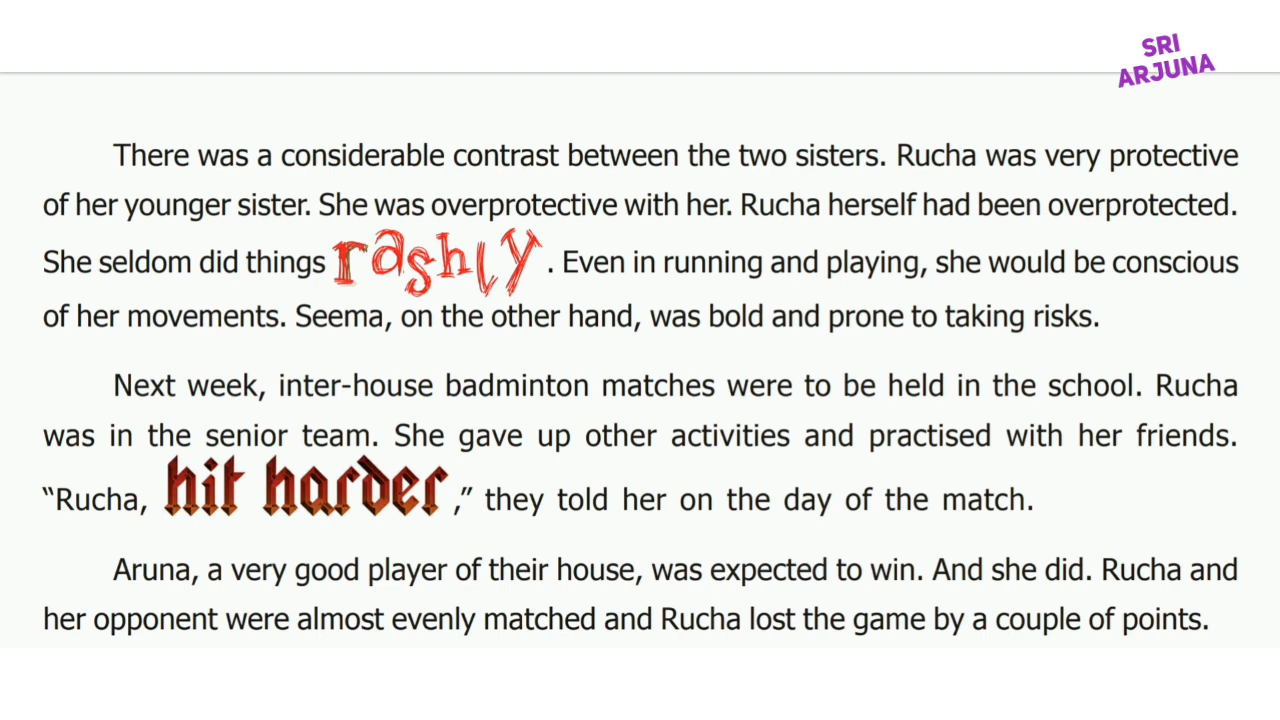 SRI
ARJUNA
There was a considerable contrast between the two sisters. Rucha was very protective
of her younger sister. She was overprotective with her. Rucha herself had been overprotected.
She seldom did things rashly . Even in running and playing, she would be conscious
of her movements. Seema, on the other hand, was bold and prone to taking risks.
Next week, inter-house badminton matches were to be held in the school. Rucha
was in the senior team. She gave up other activities and practised with her friends.
“Rucha, hit harder ,” they told her on the day of the match.
Aruna, a very good player of their house, was expected to win. And she did. Rucha and
her opponent were almost evenly matched and Rucha lost the game by a couple of points.